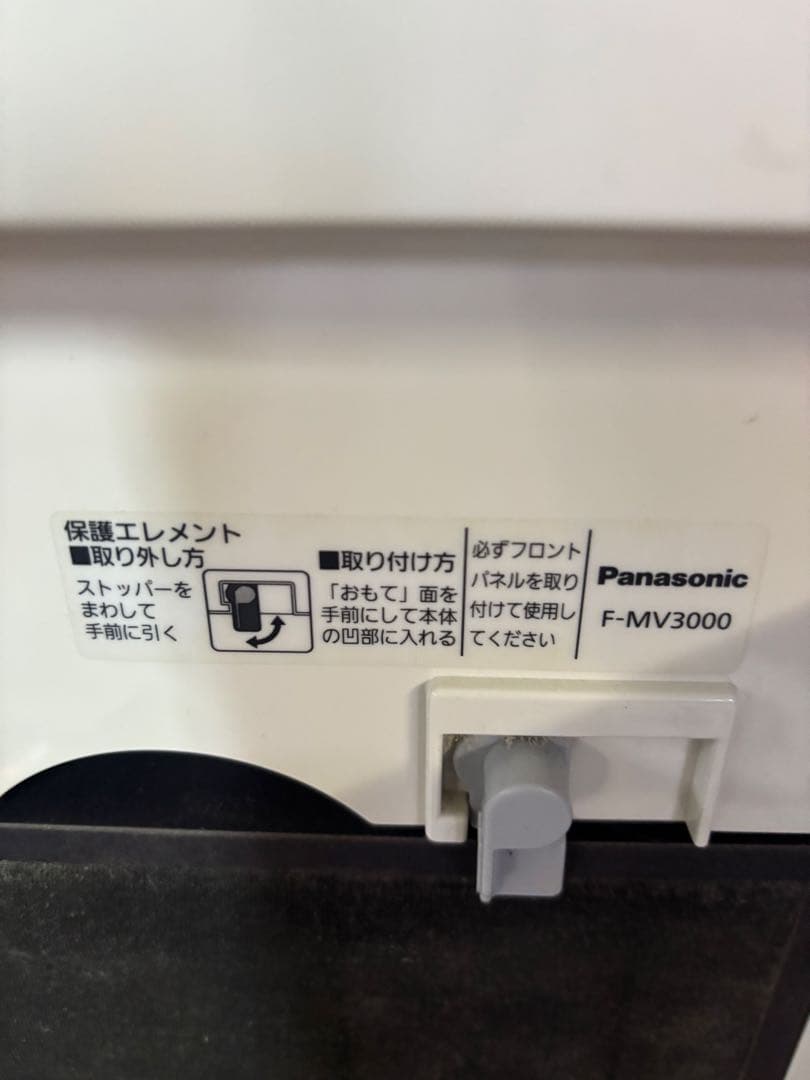 保護エレメント
■取り外し方
ストッパーを
まわして
手前に引く
■取り付け方
「おもて」面を
手前にして本体
の凹部に入れる
必ずフロント
パネルを取り
付けて使用し
てください
Panasonic
F-MV3000